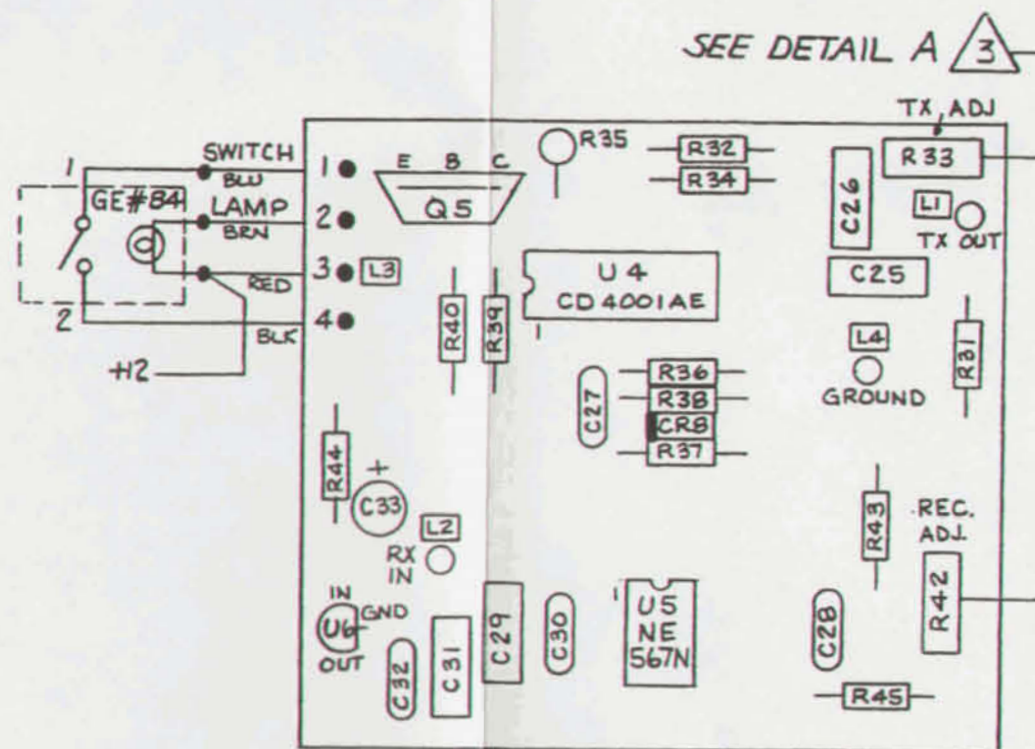 SEE DETAIL A 3
TX ADJ
R33
R35
R32
R34
C26
L1
TX OUT
C25
1
SWITCH
BLU
1
GE#84
LAMP
BRN
2
RED
3
L3
2
BLK
4
+12
E B C
Q5
U4
CD4001AE
1
R40
R39
L4
GROUND
R31
R36
R38
CR8
R37
C27
R44
+
C33
L2
RX
IN
R43
REC.
ADJ.
R42
IN
U6
GND
OUT
C32
C31
C29
C30
1
U5
NE
567N
C28
R45